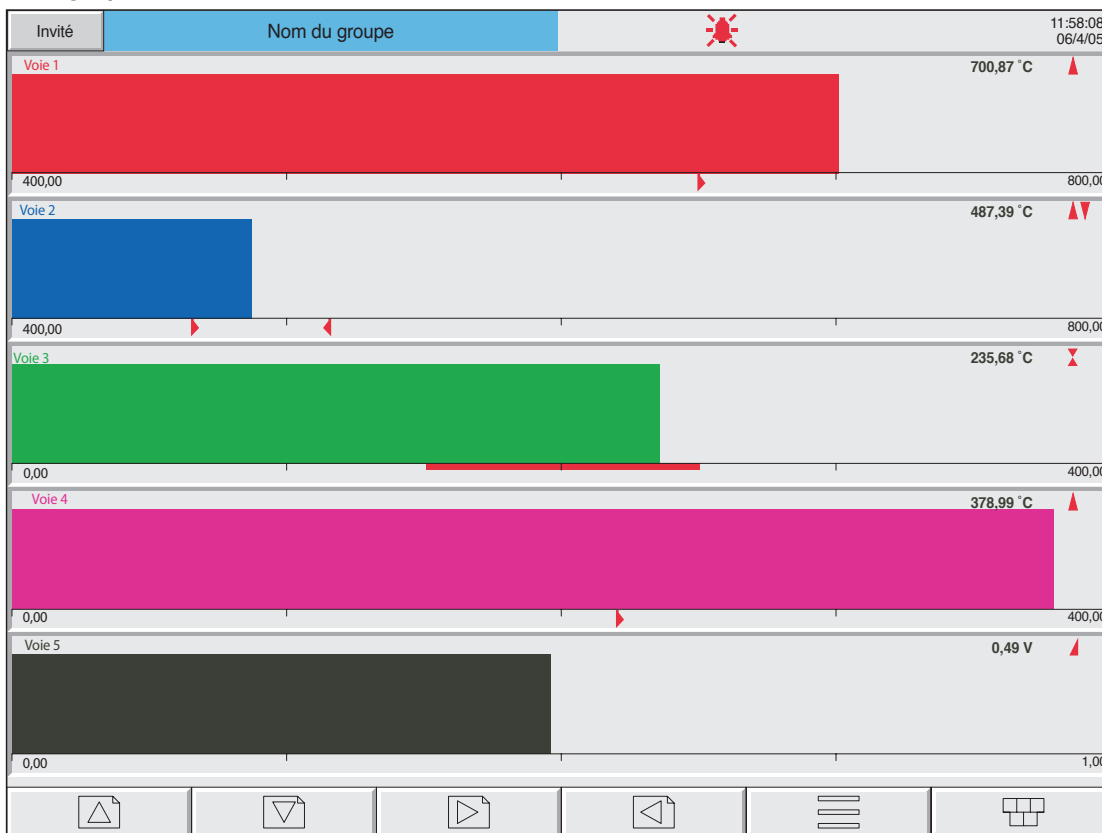 Invité
Nom du groupe
11:58:08
06/4/05
Voie 1
700,87 °C
400,00
800,00
Voie 2
487,39 °C
400,00
800,00
Voie 3
235,68 °C
0,00
400,00
Voie 4
378,99 °C
0,00
400,00
Voie 5
0,49 V
0,00
1,00